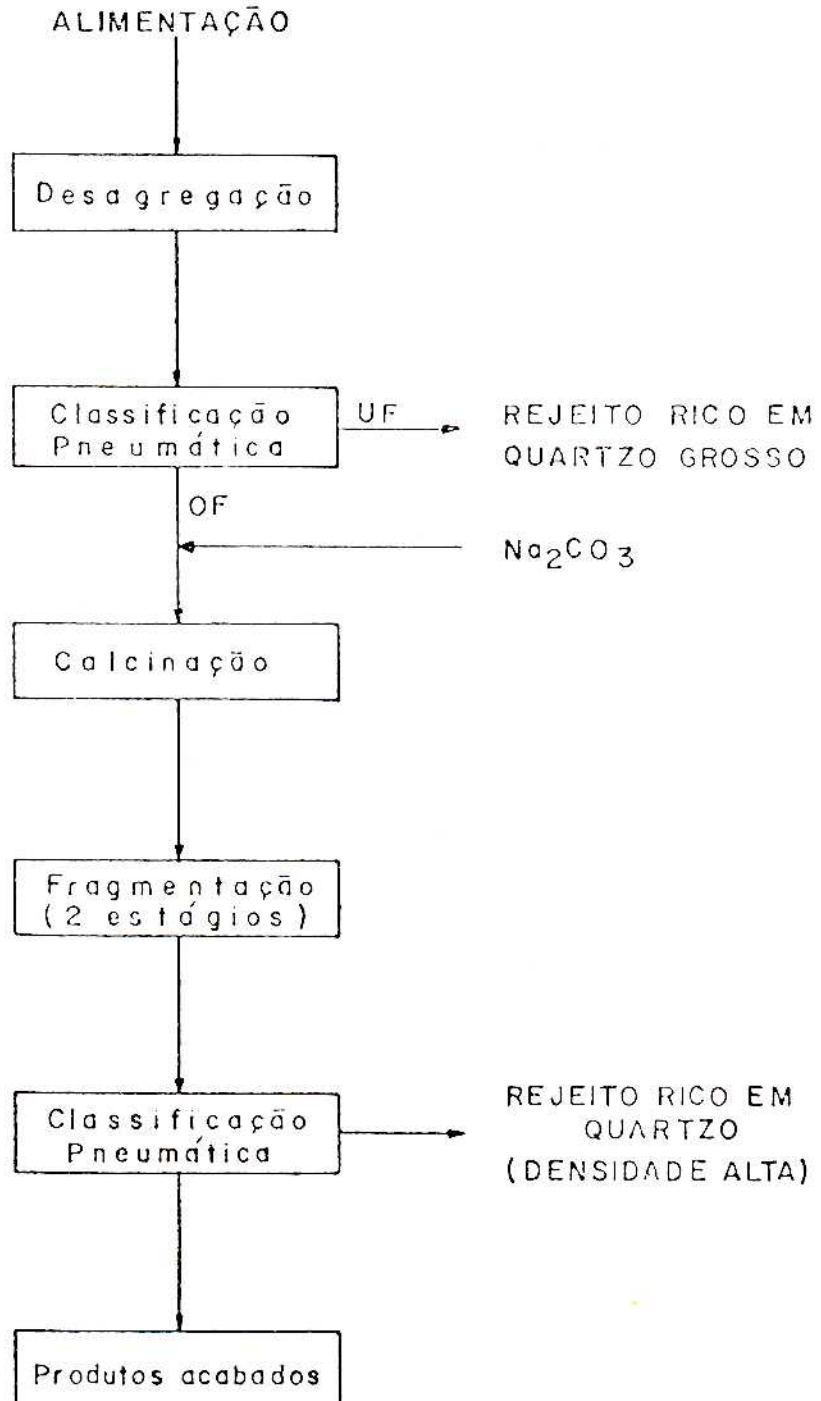 ALIMENTAÇÃO
Desagregação
Classificação
Pneumática
UF
REJEITO RICO EM
QUARTZO GROSSO
OF
Na₂CO₃
Calcinação
Fragmentação
(2 estágios)
Classificação
Pneumática
REJEITO RICO EM
QUARTZO
(DENSIDADE ALTA)
Produtos acabados